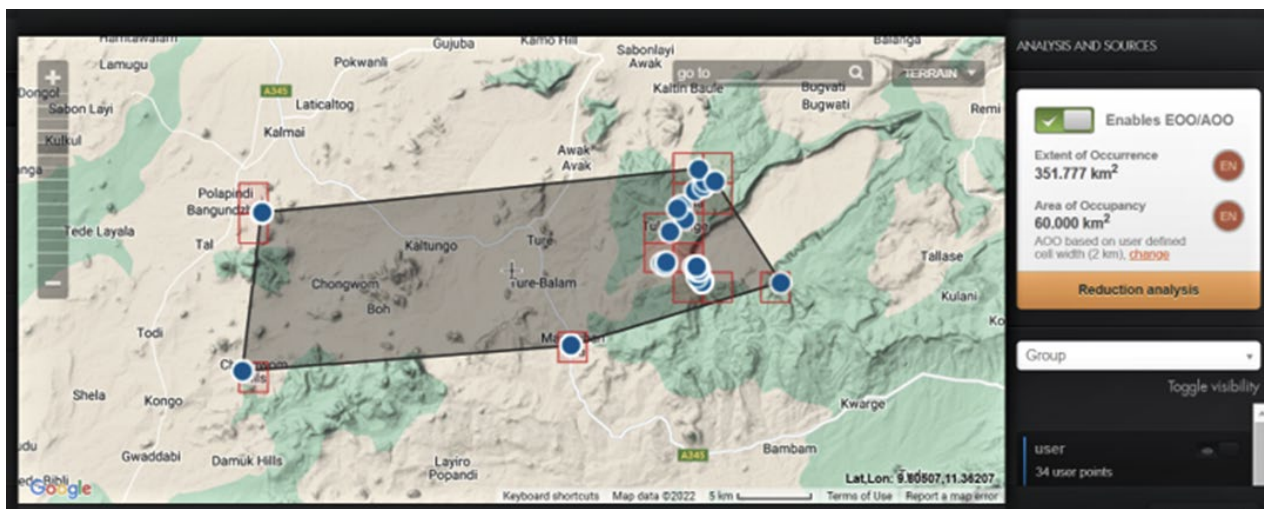 Hamtawalam
Gujuba
Kamo Hill
Balanga
Lamugu
Pokwanli
Sabonlayi
Awak
go to
TERRAIN
Dongol
A345
Kaltin Baule
Bugvati
Sabon Layi
Laticaltog
Bugwati
Remi
Kulkul
Kalmai
Awak
Avak
Polapindi
Bangund
Tede Layala
Tal
Kaltungo
Ture
Tallase
Chongwom
Ture-Balam
Boh
Kulani
Todi
Shela
Kongo
Kwarge
Gwaddabi
Damuk Hills
Layiro
Popandi
A345
Bambam
Lat,Lon: 9.80507,11.36207
Google
Keyboard shortcuts
Map data ©2022
5 km
Terms of Use
Report a map error
ANALYSIS AND SOURCES
Enables EOO/AOO
Extent of Occurrence
351.777 km²
EN
Area of Occupancy
60.000 km²
EN
AOO based on user defined
cell width (2 km), change
Reduction analysis
Group
Toggle visibility
user
34 user points